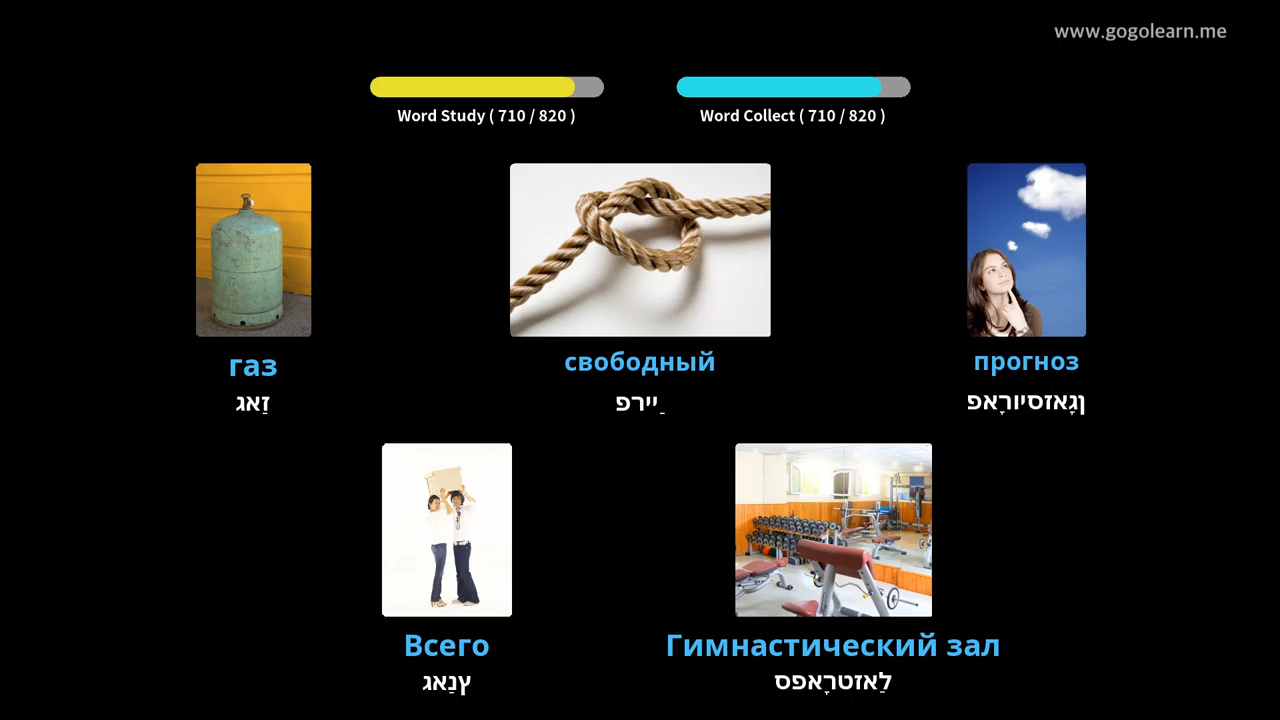 www.gogolearn.me
Word Study ( 710 / 820 )
Word Collect ( 710 / 820 )
газ
זַאג
свободный
ַיירפ
прогноз
ןגָאזסיורָאפ
Всего
ץנַאג
Гимнастический зал
לַאזטרָאפס